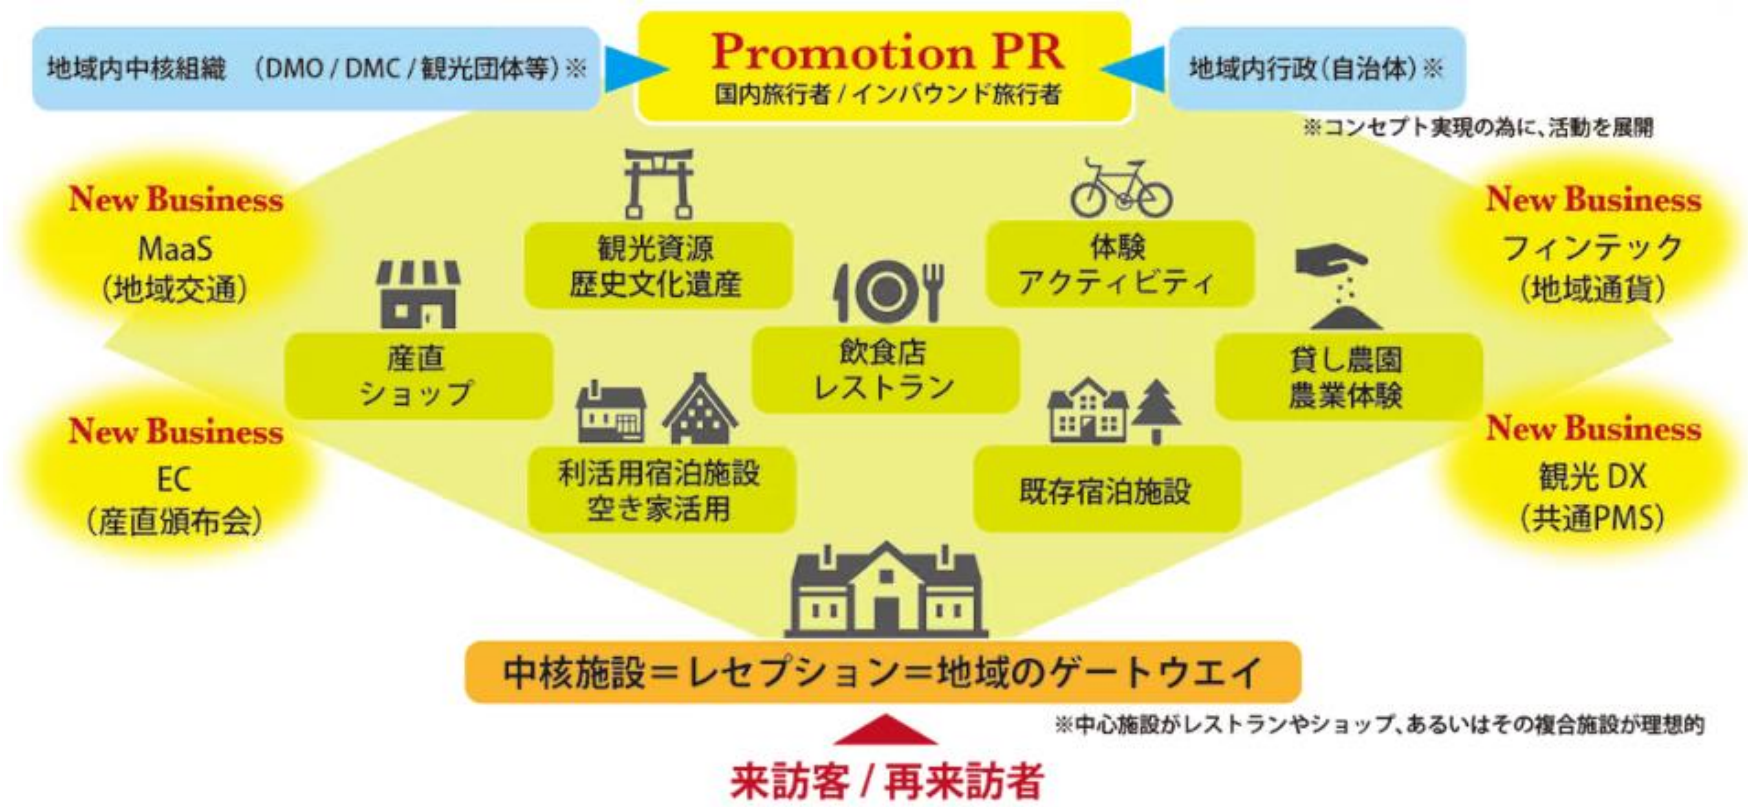 地域内中核組織 （DMO / DMC / 観光団体等）※
Promotion PR
国内旅行者 / インバウンド旅行者
地域内行政（自治体）※
※コンセプト実現の為に、活動を展開
New Business
MaaS
（地域交通）
New Business
フィンテック
（地域通貨）
観光資源
歴史文化遺産
体験
アクティビティ
産直
ショップ
飲食店
レストラン
貸し農園
農業体験
New Business
EC
（産直頒布会）
利活用宿泊施設
空き家活用
既存宿泊施設
New Business
観光 DX
（共通PMS）
中核施設＝レセプション＝地域のゲートウエイ
※中心施設がレストランやショップ、あるいはその複合施設が理想的
来訪客 / 再来訪者